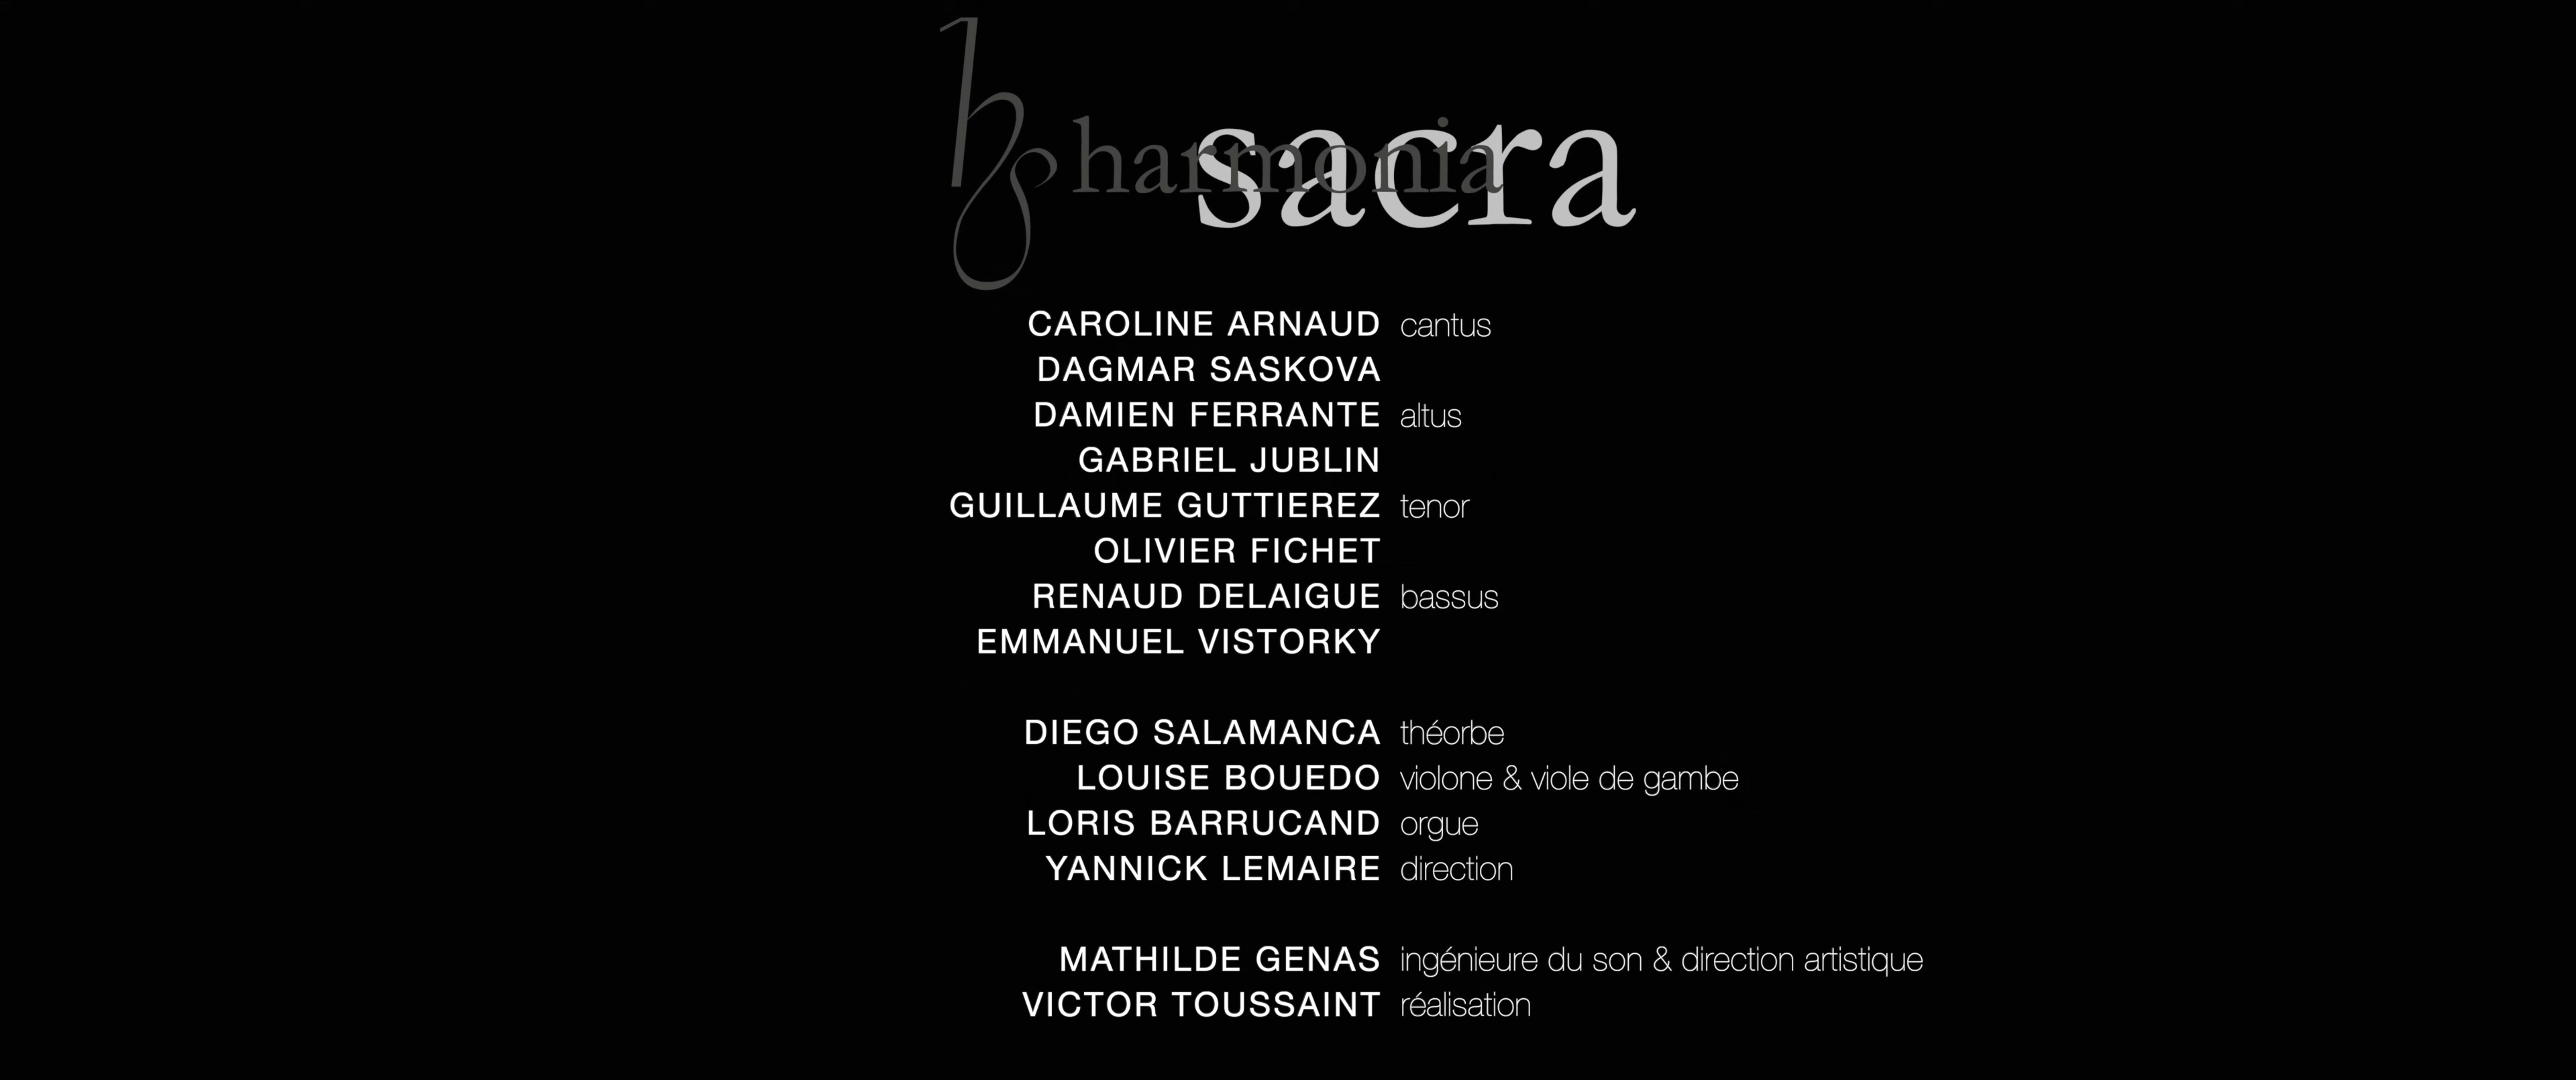 hs harmonia sacra
CAROLINE ARNAUD cantus
DAGMAR SASKOVA
DAMIEN FERRANTE altus
GABRIEL JUBLIN
GUILLAUME GUTTIEREZ tenor
OLIVIER FICHET
RENAUD DELAIGUE bassus
EMMANUEL VISTORKY
DIEGO SALAMANCA théorbe
LOUISE BOUEDO violone & viole de gambe
LORIS BARRUCAND orgue
YANNICK LEMAIRE direction
MATHILDE GENAS ingénieure du son & direction artistique
VICTOR TOUSSAINT réalisation